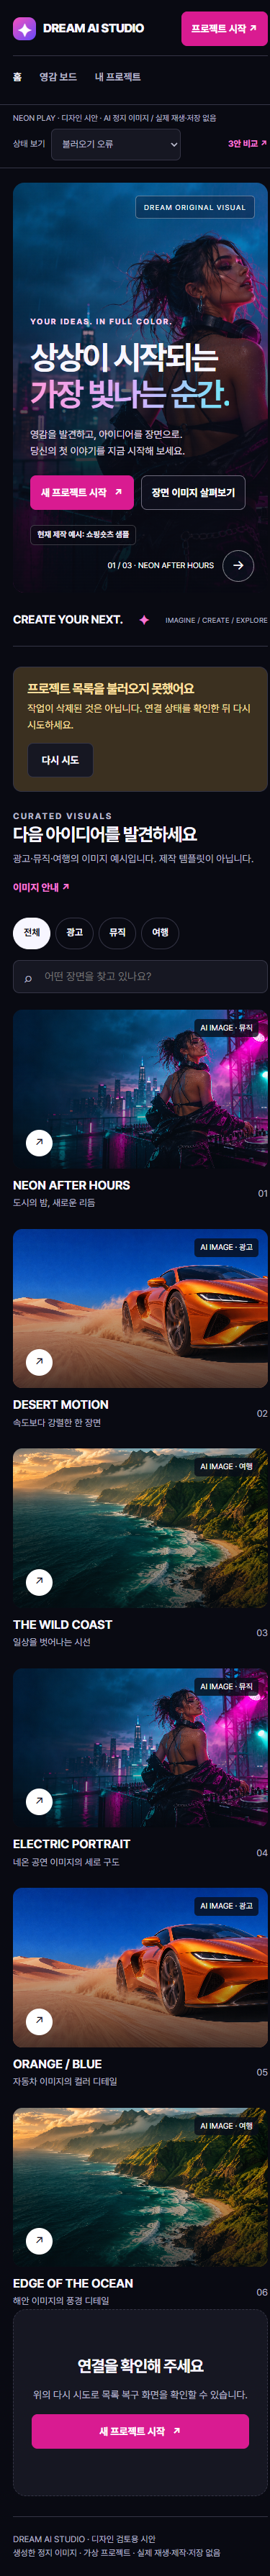 DREAM AI STUDIO
프로젝트 시작 ↗
홈 영감 보드 내 프로젝트
NEON PLAY · 디자인 시안 · AI 정지 이미지 / 실제 재생·저장 없음
상태 보기 불러오기 오류 3안 비교 ↗
DREAM ORIGINAL VISUAL
YOUR IDEAS. IN FULL COLOR.
상상이 시작되는
가장 빛나는 순간.
영감을 발견하고, 아이디어를 장면으로.
당신의 첫 이야기를 지금 시작해 보세요.
새 프로젝트 시작 ↗ 장면 이미지 살펴보기
현재 제작 예시: 쇼핑숏츠 샘플
01 / 03 · NEON AFTER HOURS →
CREATE YOUR NEXT. IMAGINE / CREATE / EXPLORE
프로젝트 목록을 불러오지 못했어요
작업이 삭제된 것은 아닙니다. 연결 상태를 확인한 뒤 다시
시도하세요.
다시 시도
CURATED VISUALS
다음 아이디어를 발견하세요
광고·뮤직·여행의 이미지 예시입니다. 제작 템플릿이 아닙니다.
이미지 안내 ↗
전체 광고 뮤직 여행
어떤 장면을 찾고 있나요?
AI IMAGE · 뮤직
↗
NEON AFTER HOURS
도시의 밤, 새로운 리듬
01
AI IMAGE · 광고
↗
DESERT MOTION
속도보다 강렬한 한 장면
02
AI IMAGE · 여행
↗
THE WILD COAST
일상을 벗어나는 시선
03
AI IMAGE · 뮤직
↗
ELECTRIC PORTRAIT
네온 공연 이미지의 세로 구도
04
AI IMAGE · 광고
↗
ORANGE / BLUE
자동차 이미지의 컬러 디테일
05
AI IMAGE · 여행
↗
EDGE OF THE OCEAN
해안 이미지의 풍경 디테일
06
연결을 확인해 주세요
위의 다시 시도로 목록 복구 화면을 확인할 수 있습니다.
새 프로젝트 시작 ↗
DREAM AI STUDIO · 디자인 검토용 시안
생성한 정지 이미지 · 가상 프로젝트 · 실제 재생·제작·저장 없음